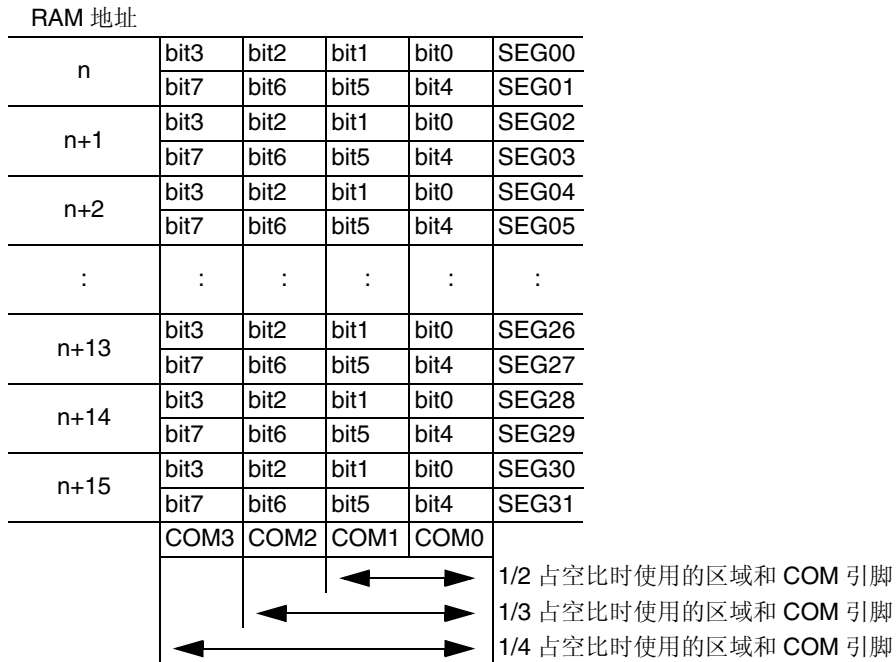 RAM 地址
n bit3 bit2 bit1 bit0 SEG00
bit7 bit6 bit5 bit4 SEG01
n+1 bit3 bit2 bit1 bit0 SEG02
bit7 bit6 bit5 bit4 SEG03
n+2 bit3 bit2 bit1 bit0 SEG04
bit7 bit6 bit5 bit4 SEG05
: : : : : :
n+13 bit3 bit2 bit1 bit0 SEG26
bit7 bit6 bit5 bit4 SEG27
n+14 bit3 bit2 bit1 bit0 SEG28
bit7 bit6 bit5 bit4 SEG29
n+15 bit3 bit2 bit1 bit0 SEG30
bit7 bit6 bit5 bit4 SEG31
COM3 COM2 COM1 COM0
1/2 占空比时使用的区域和 COM 引脚
1/3 占空比时使用的区域和 COM 引脚
1/4 占空比时使用的区域和 COM 引脚